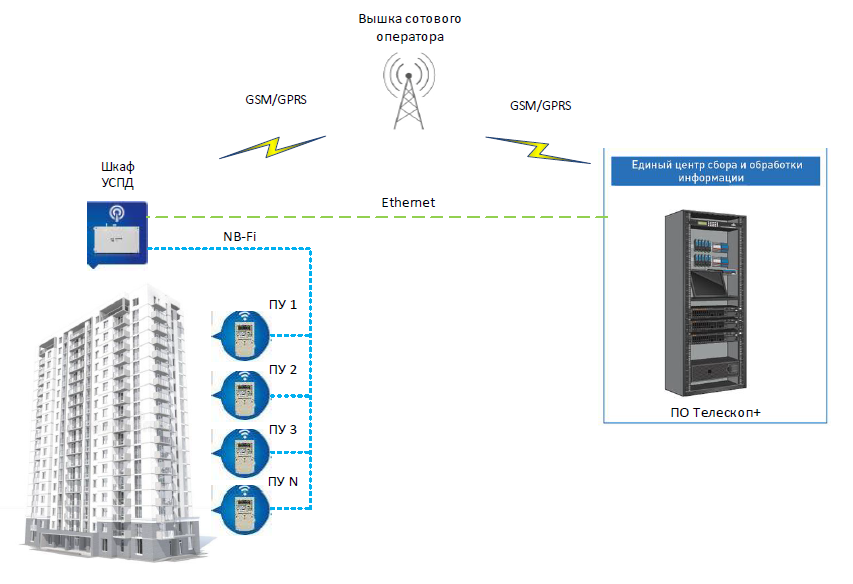 Вышка сотового
оператора
GSM/GPRS
GSM/GPRS
Шкаф
УСПД
Единый центр сбора и обработки
информации
Ethernet
NB-Fi
ПУ 1
ПУ 2
ПУ 3
ПУ N
ПО Телескоп+